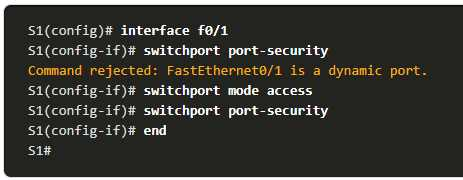 S1(config)# interface f0/1
S1(config-if)# switchport port-security
Command rejected: FastEthernet0/1 is a dynamic port.
S1(config-if)# switchport mode access
S1(config-if)# switchport port-security
S1(config-if)# end
S1#